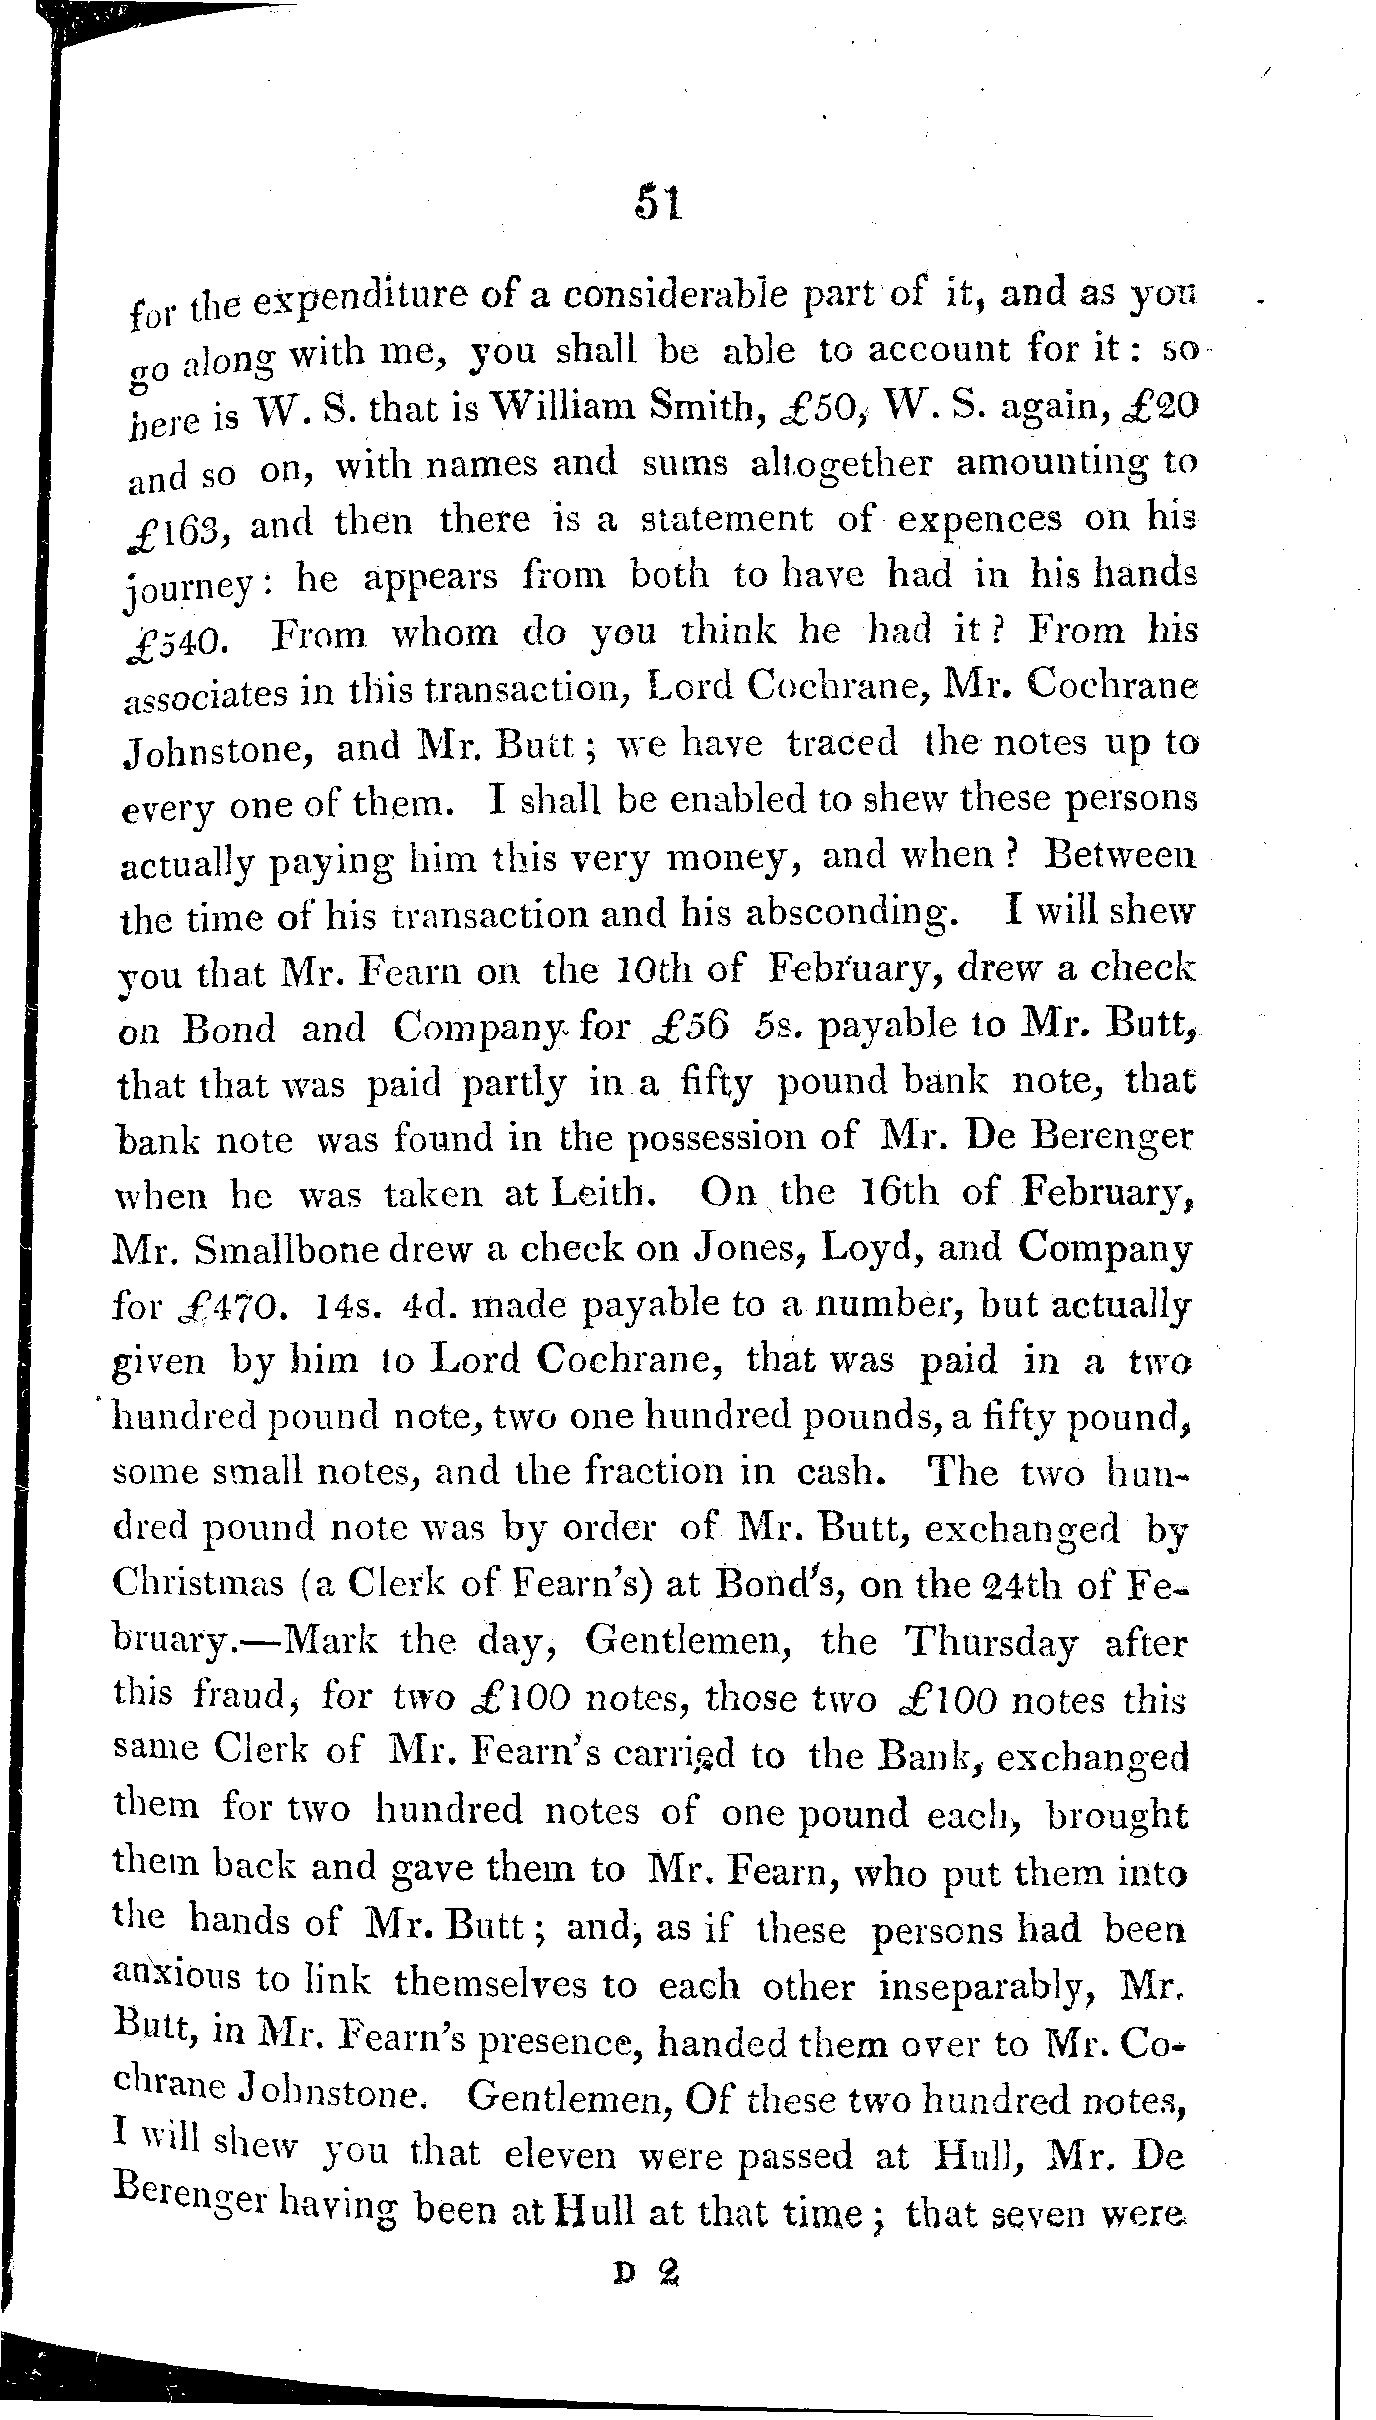 51
for the expenditure of a considerable part of it, and as you
go along with me, you shall be able to account for it: so
here is W. S. that is William Smith, £50, W. S. again, £20
and so on, with names and sums altogether amounting to
£163, and then there is a statement of expences on his
journey: he appears from both to have had in his hands
£540. From whom do you think he had it? From his
associates in this transaction, Lord Cochrane, Mr. Cochrane
Johnstone, and Mr. Butt; we have traced the notes up to
every one of them. I shall be enabled to shew these persons
actually paying him this very money, and when? Between
the time of his transaction and his absconding. I will shew
you that Mr. Fearn on the 10th of February, drew a check
on Bond and Company for £56 5s. payable to Mr. Butt,
that that was paid partly in a fifty pound bank note, that
bank note was found in the possession of Mr. De Berenger
when he was taken at Leith. On the 16th of February,
Mr. Smallbone drew a check on Jones, Loyd, and Company
for £470. 14s. 4d. made payable to a number, but actually
given by him to Lord Cochrane, that was paid in a two
hundred pound note, two one hundred pounds, a fifty pound,
some small notes, and the fraction in cash. The two hun-
dred pound note was by order of Mr. Butt, exchanged by
Christmas (a Clerk of Fearn's) at Bond's, on the 24th of Fe-
bruary.—Mark the day, Gentlemen, the Thursday after
this fraud, for two £100 notes, those two £100 notes this
same Clerk of Mr. Fearn's carried to the Bank, exchanged
them for two hundred notes of one pound each, brought
them back and gave them to Mr. Fearn, who put them into
the hands of Mr. Butt; and, as if these persons had been
anxious to link themselves to each other inseparably, Mr.
Butt, in Mr. Fearn's presence, handed them over to Mr. Co-
chrane Johnstone. Gentlemen, Of these two hundred notes,
I will shew you that eleven were passed at Hull, Mr. De
Berenger having been at Hull at that time; that seven were
D 2